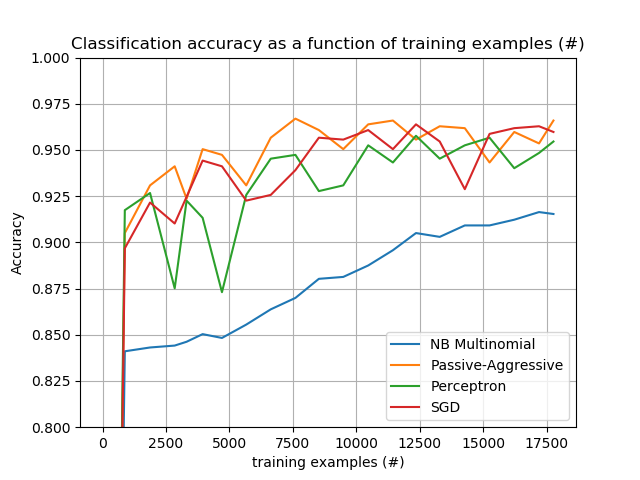 Classification accuracy as a function of training examples (#)
1.000
0.975
0.950
0.925
0.900
0.875
0.850
0.825
0.800
Accuracy
NB Multinomial
Passive-Aggressive
Perceptron
SGD
0 2500 5000 7500 10000 12500 15000 17500
training examples (#)